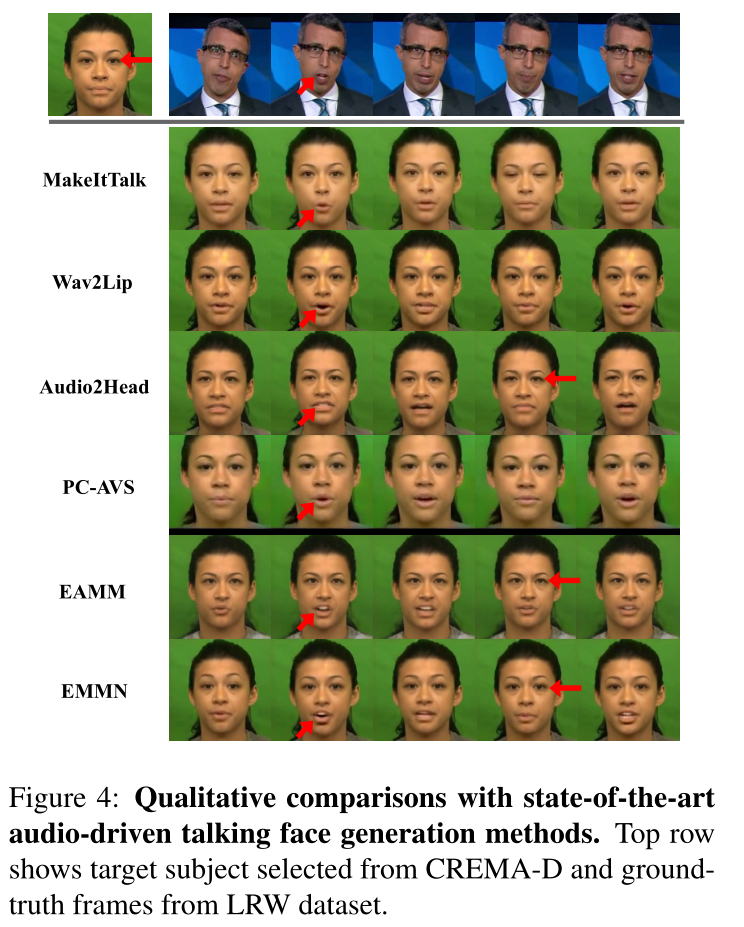 MakeItTalk
Wav2Lip
Audio2Head
PC-AVS
EAMM
EMMN
Figure 4: Qualitative comparisons with state-of-the-art
audio-driven talking face generation methods. Top row
shows target subject selected from CREMA-D and ground-
truth frames from LRW dataset.